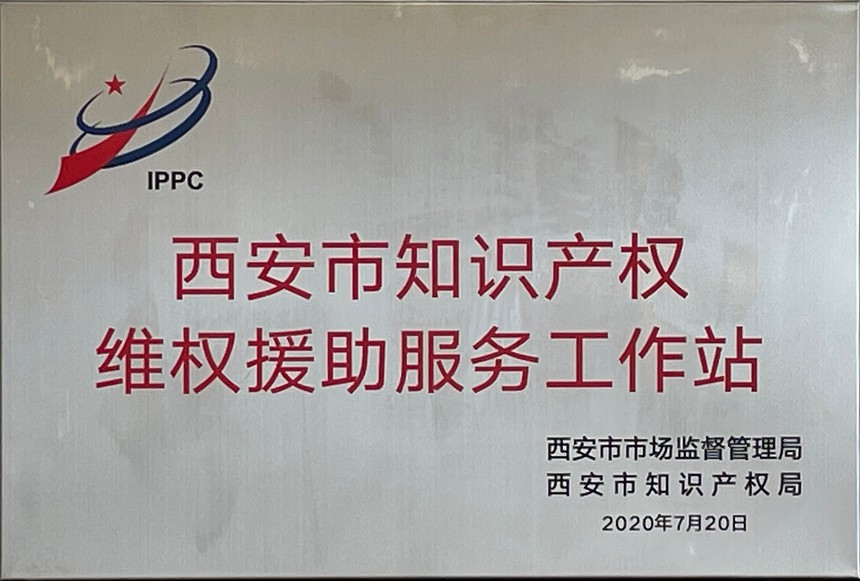 IPPC
西安市知识产权
维权援助服务工作站
西安市市场监督管理局
西安市知识产权局
2020年7月20日